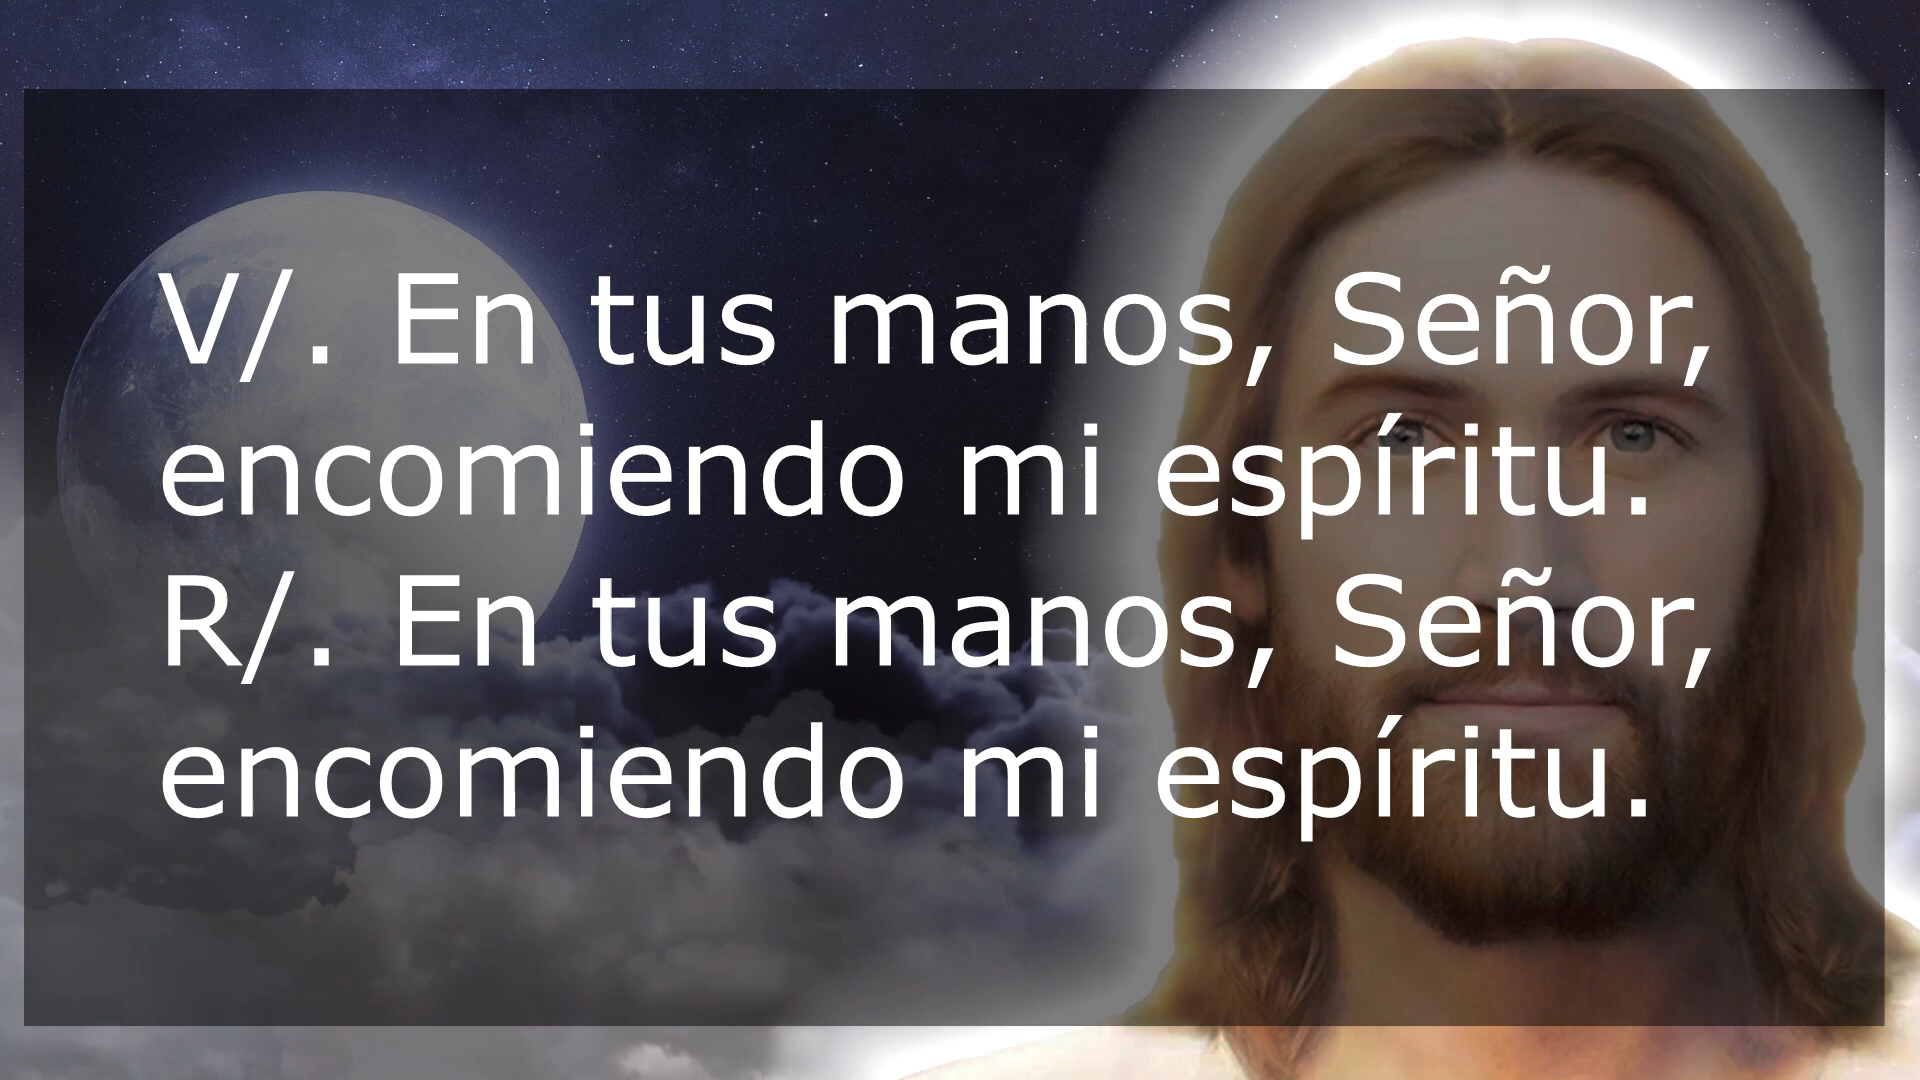 V/. En tus manos, Señor,
encomiendo mi espíritu.
R/. En tus manos, Señor,
encomiendo mi espíritu.